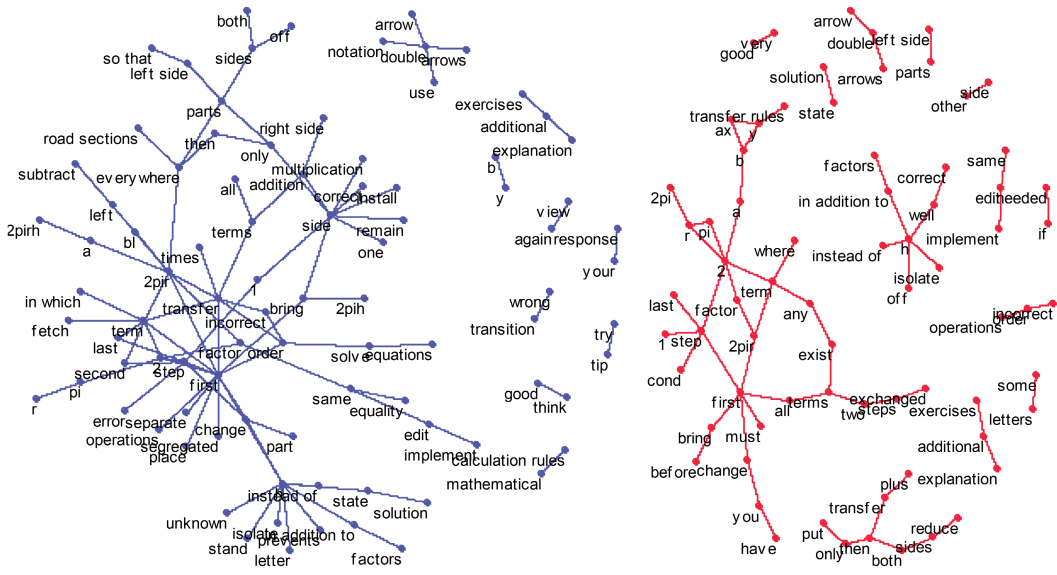 both
off
so that
left side
sides
arrow
notation
double
arrows
use
parts
exercises
additional
explanation
road sections
then
right side
only
multiplication
subtract
everywhere
all
addition
correct
install
b
y
left
terms
side
remain
view
2pirh
bl
one
again
response
a
times
2pir
1
your
in which
transfer
bring
2pih
wrong
fetch
term
incorrect
transition
last
factor
order
solve
equations
try
second
2
step
tip
pi
first
r
same
good
equality
think
error
separate
change
operations
segregated
edit
place
part
implement
calculation rules
mathematical
instead of
state
solution
unknown
isolate
in addition to
stand
prevents
letter
factors
arrow
very
good
double
left side
solution
arrows
parts
state
side
other
transfer rules
ax
y
b
factors
correct
same
2pi
in addition to
edit
needed
a
well
r
pi
where
h
implement
if
instead of
2
isolate
term
off
last
factor
any
incorrect
order
operations
1
step
2pir
exist
cond
some
first
all
terms
two
steps
exchanged
exercises
letters
bring
must
additional
before
change
plus
explanation
you
transfer
put
reduce
have
only
then
both
sides